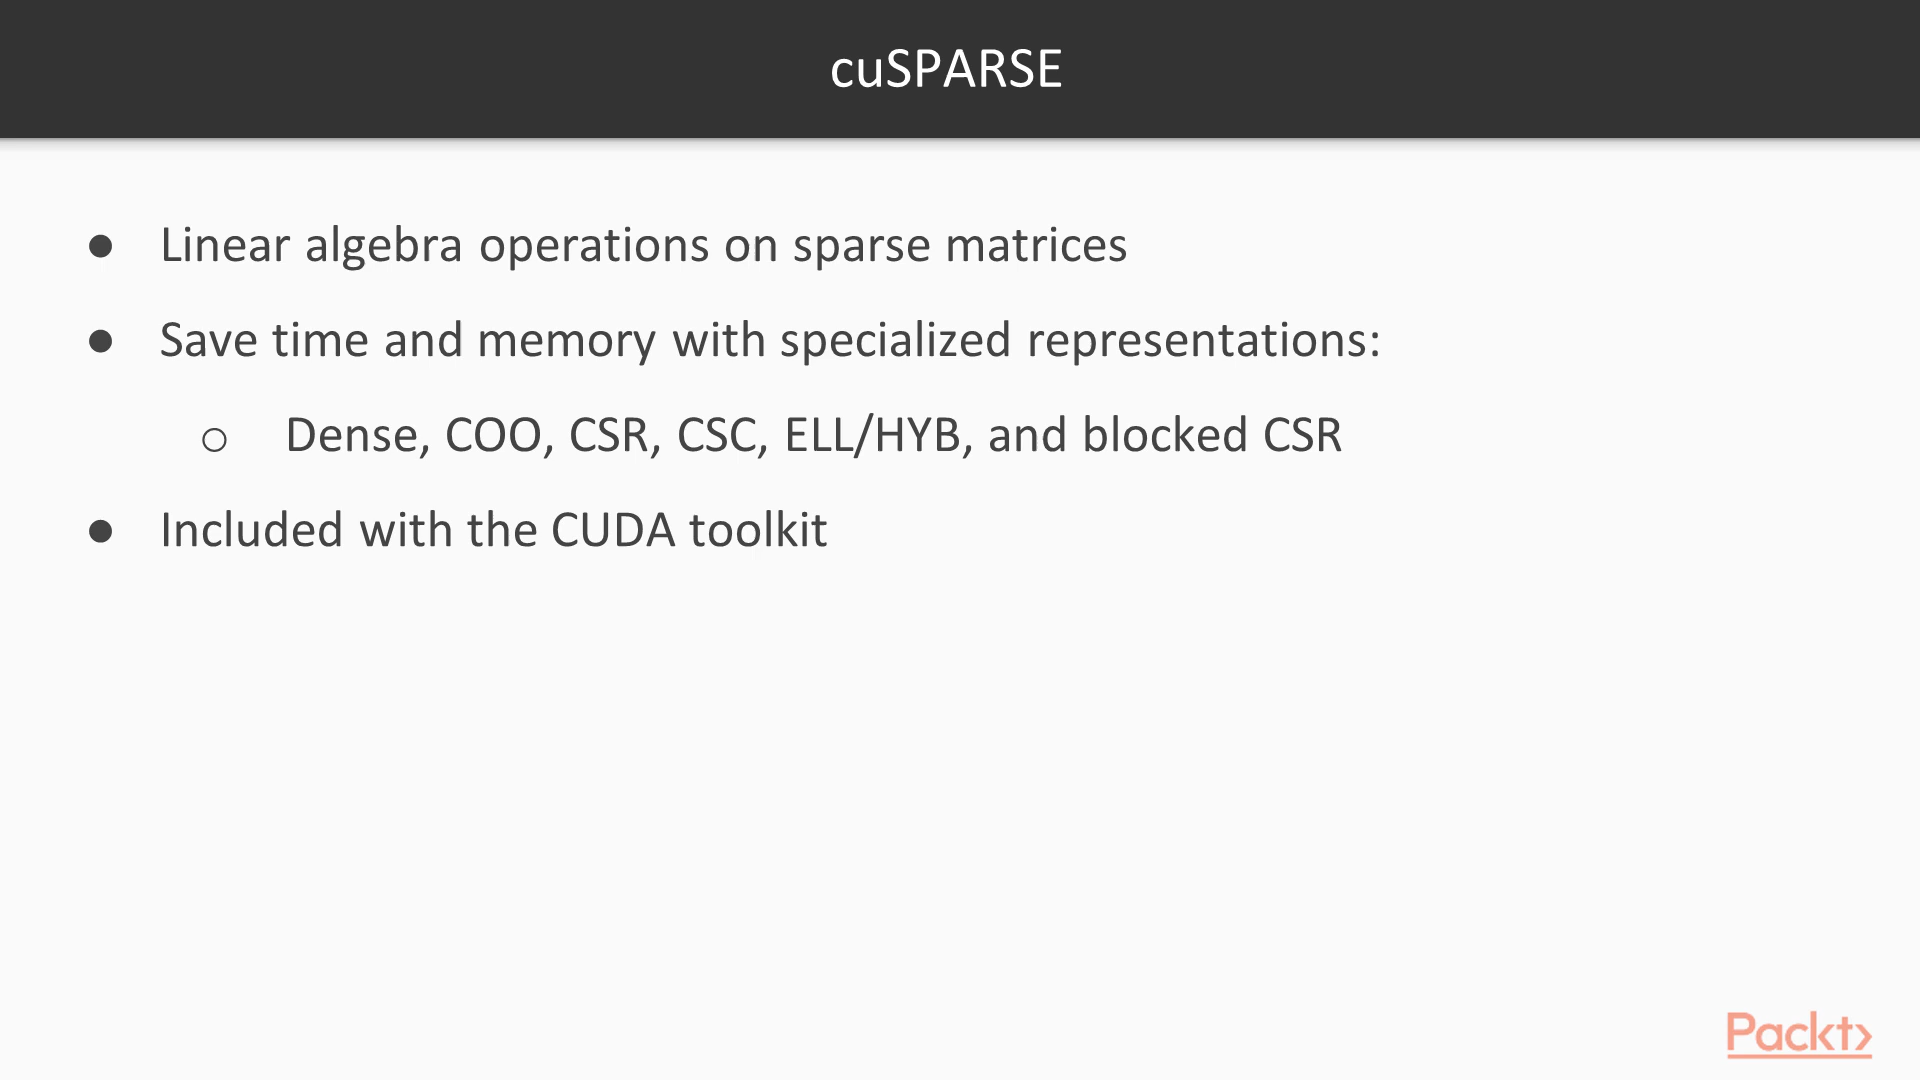 cuSPARSE
● Linear algebra operations on sparse matrices
● Save time and memory with specialized representations:
○ Dense, COO, CSR, CSC, ELL/HYB, and blocked CSR
● Included with the CUDA toolkit
Packt>